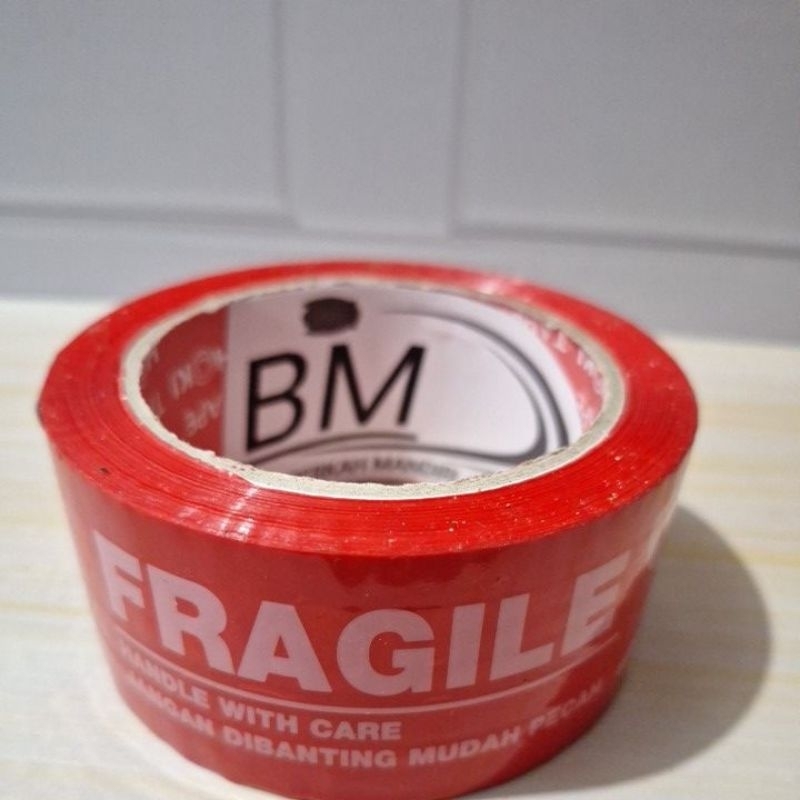 BM
FRAGILE
HANDLE WITH CARE
JANGAN DIBANTING MUDAH PECAH